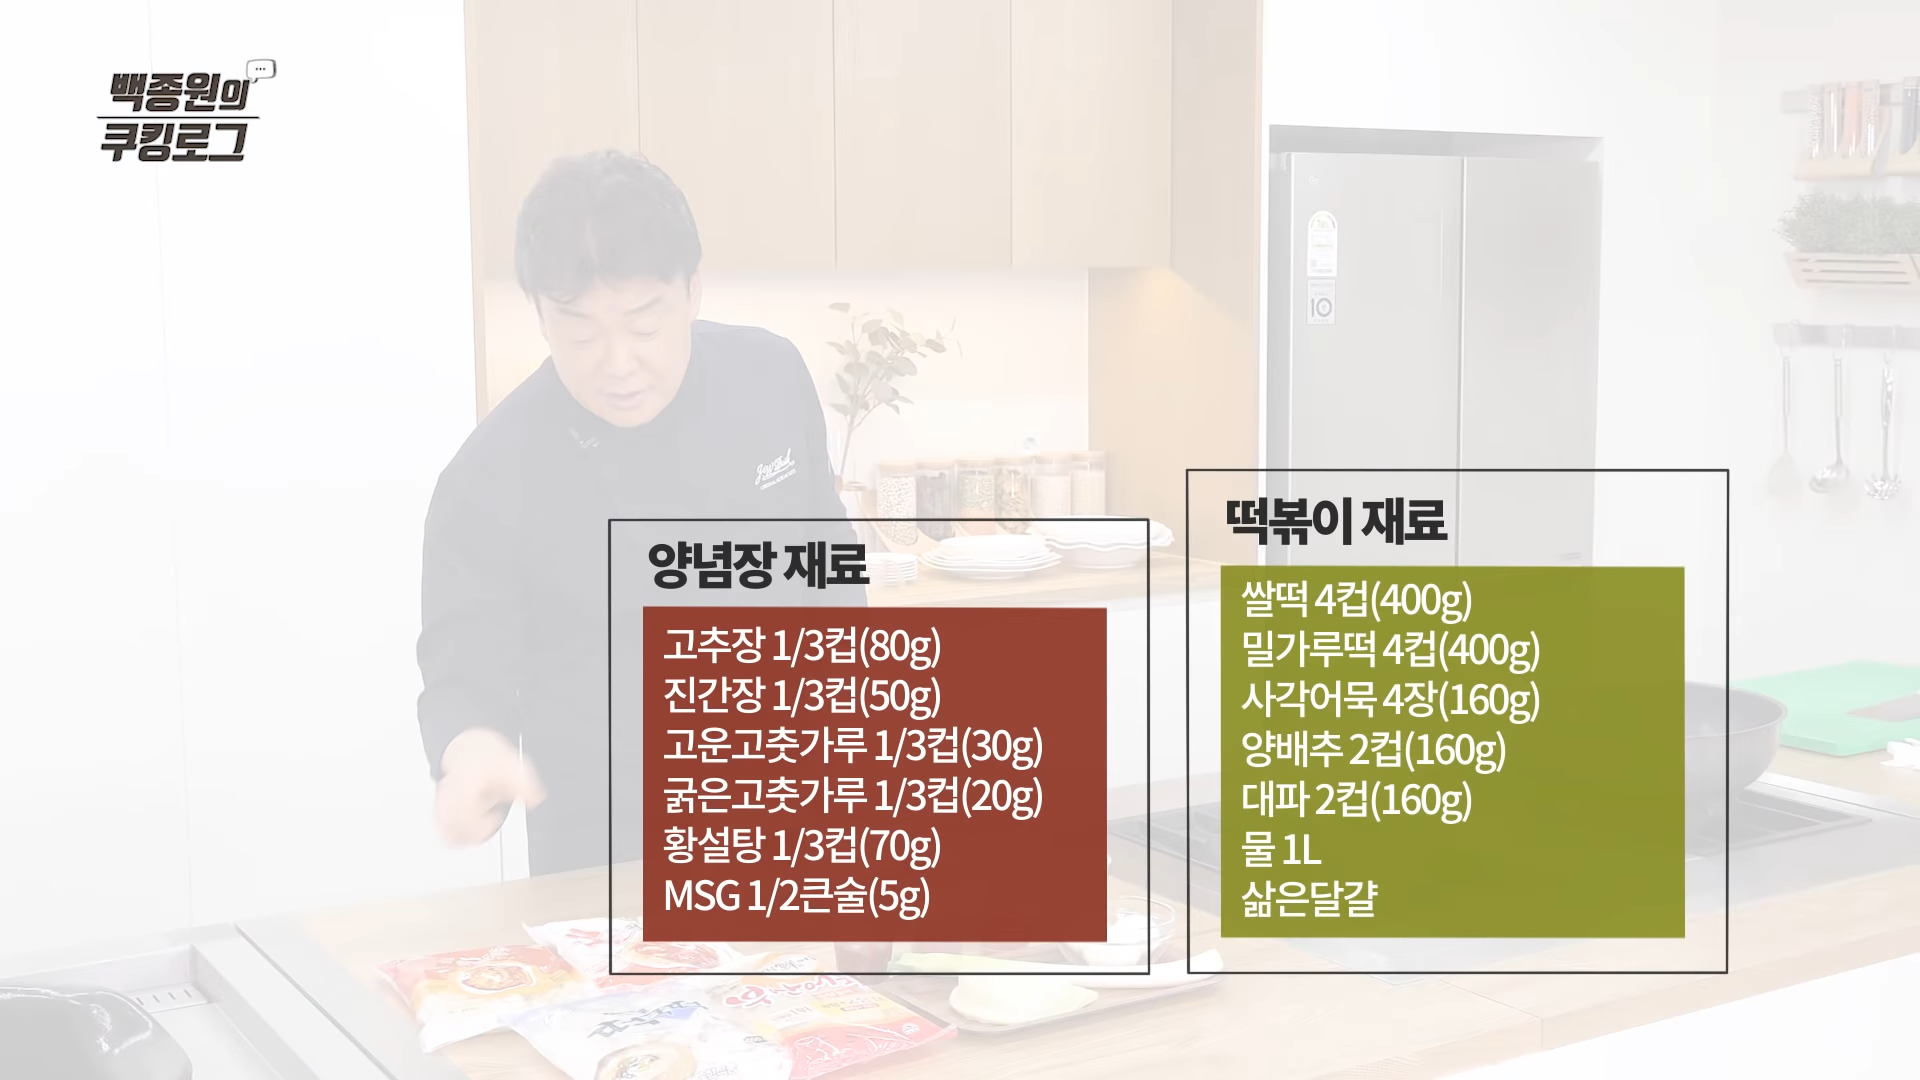 백종원의
쿠킹로그
양념장 재료
고추장 1/3컵(80g)
진간장 1/3컵(50g)
고운고춧가루 1/3컵(30g)
굵은고춧가루 1/3컵(20g)
황설탕 1/3컵(70g)
MSG 1/2큰술(5g)
떡볶이 재료
쌀떡 4컵(400g)
밀가루떡 4컵(400g)
사각어묵 4장(160g)
양배추 2컵(160g)
대파 2컵(160g)
물 1L
삶은달걀
10